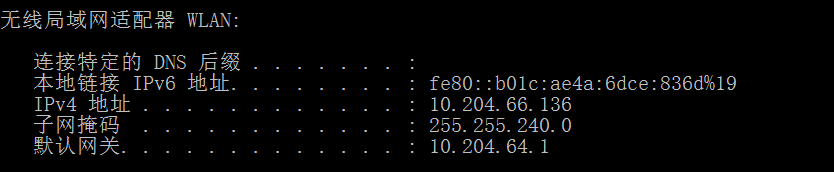 无线局域网适配器 WLAN:
连接特定的 DNS 后缀 . . . . . . . :
本地链接 IPv6 地址. . . . . . . . : fe80::b01c:ae4a:6dce:836d%19
IPv4 地址 . . . . . . . . . . . . : 10.204.66.136
子网掩码  . . . . . . . . . . . . : 255.255.240.0
默认网关. . . . . . . . . . . . . : 10.204.64.1